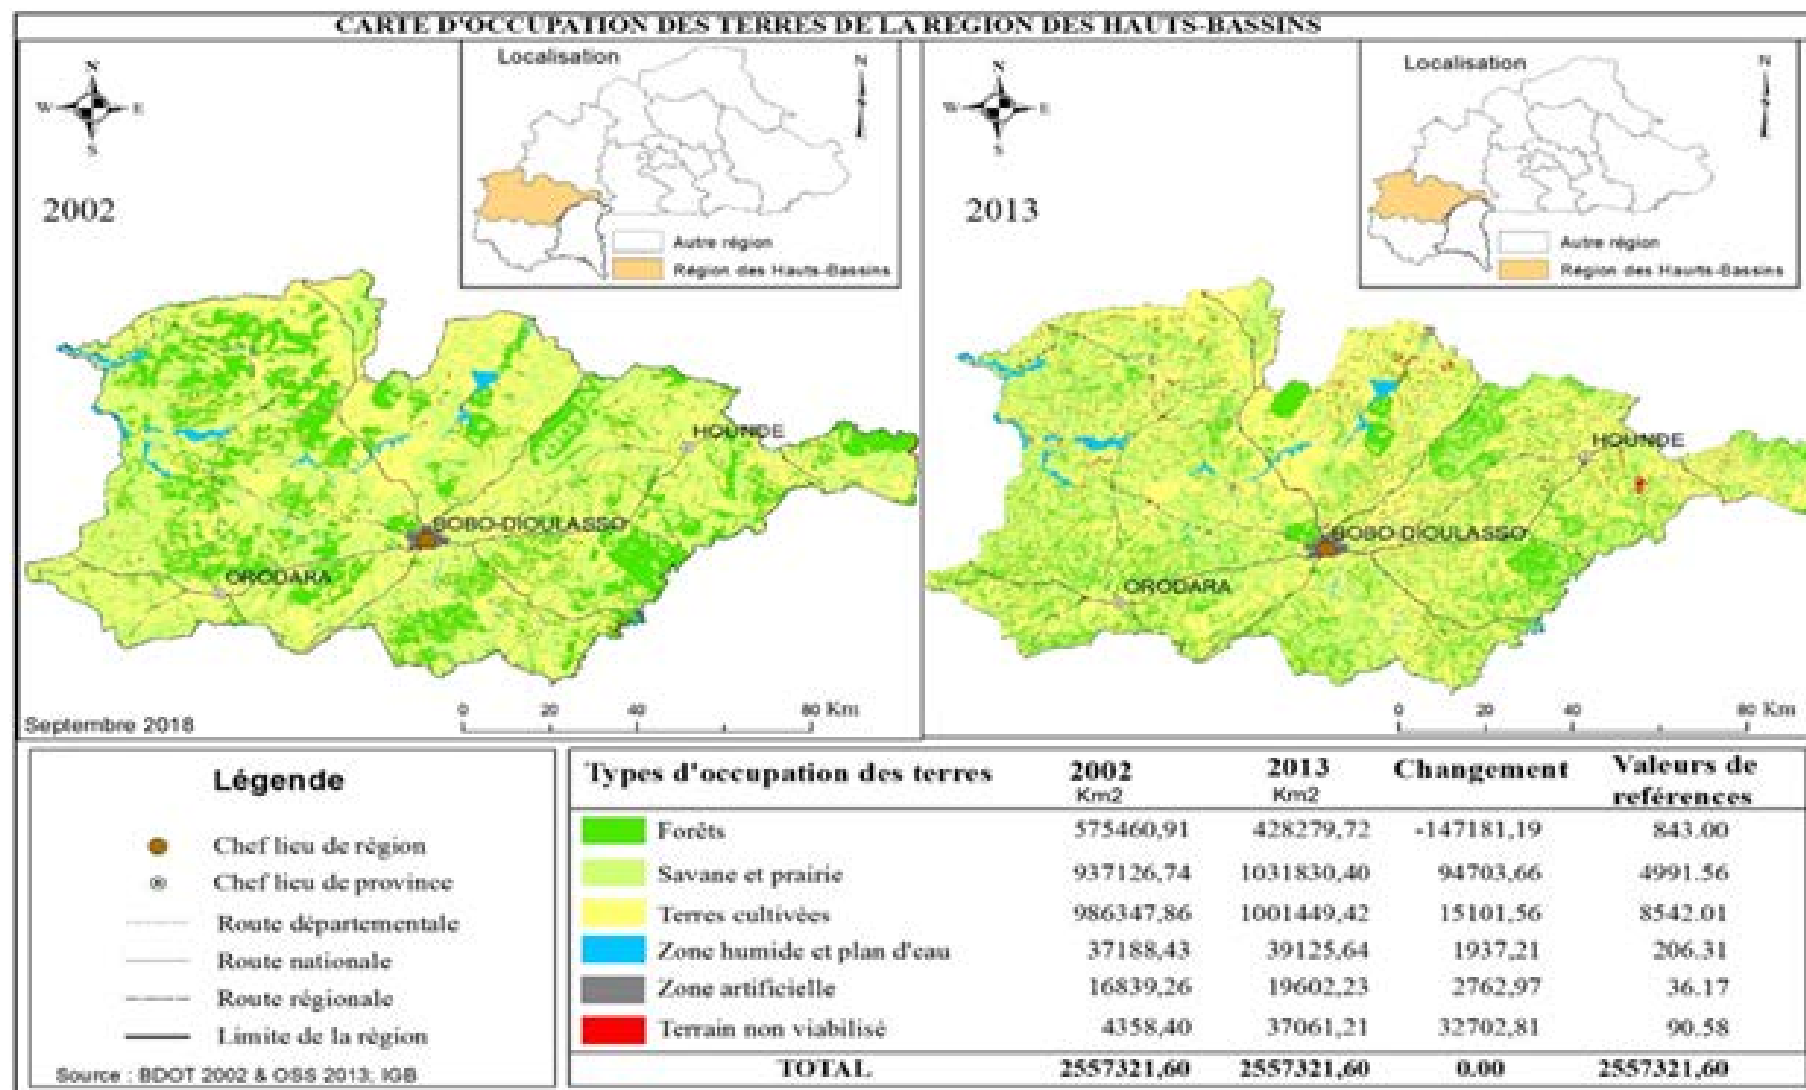 CARTE D'OCCUPATION DES TERRES DE LA REGION DES HAUTS-BASSINS
N
W E
S
2002
Localisation
N
Autre région
Région des Hauts-Bassins
HOUNDE
BOBO-DIOULASSO
ORODARA
0 20 40 80 Km
Septembre 2018
N
W E
S
2013
Localisation
N
Autre région
Région des Haurts-Bassins
HOUNDE
BOBO-DIOULASSO
ORODARA
0 20 40 80 Km
Légende
Chef lieu de région
Chef lieu de province
Route départementale
Route nationale
Route régionale
Limite de la région
Source : BDOT 2002 & OSS 2013; IGB
Types d'occupation des terres 2002 Km2 2013 Km2 Changement Valeurs de reférences
Forêts 575460,91 428279,72 -147181,19 843.00
Savane et prairie 937126,74 1031830,40 94703,66 4991.56
Terres cultivées 986347,86 1001449,42 15101,56 8542.01
Zone humide et plan d'eau 37188,43 39125,64 1937,21 206.31
Zone artificielle 16839,26 19602,23 2762,97 36.17
Terrain non viabilisé 4358,40 37061,21 32702,81 90.58
TOTAL 2557321,60 2557321,60 0.00 2557321,60